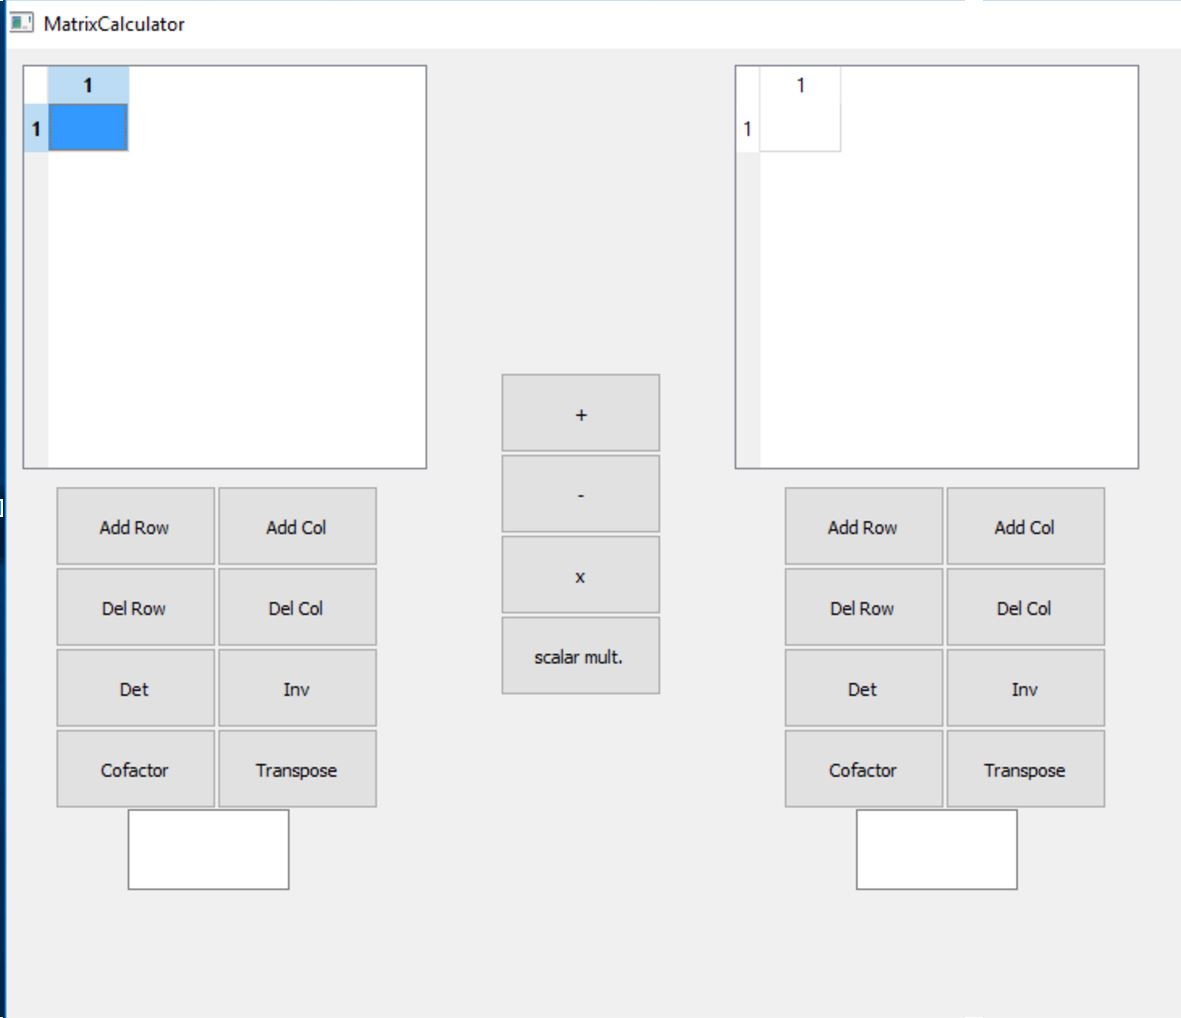 MatrixCalculator
1
1
1
1
+
-
x
scalar mult.
Add Row Add Col
Del Row Del Col
Det Inv
Cofactor Transpose
Add Row Add Col
Del Row Del Col
Det Inv
Cofactor Transpose